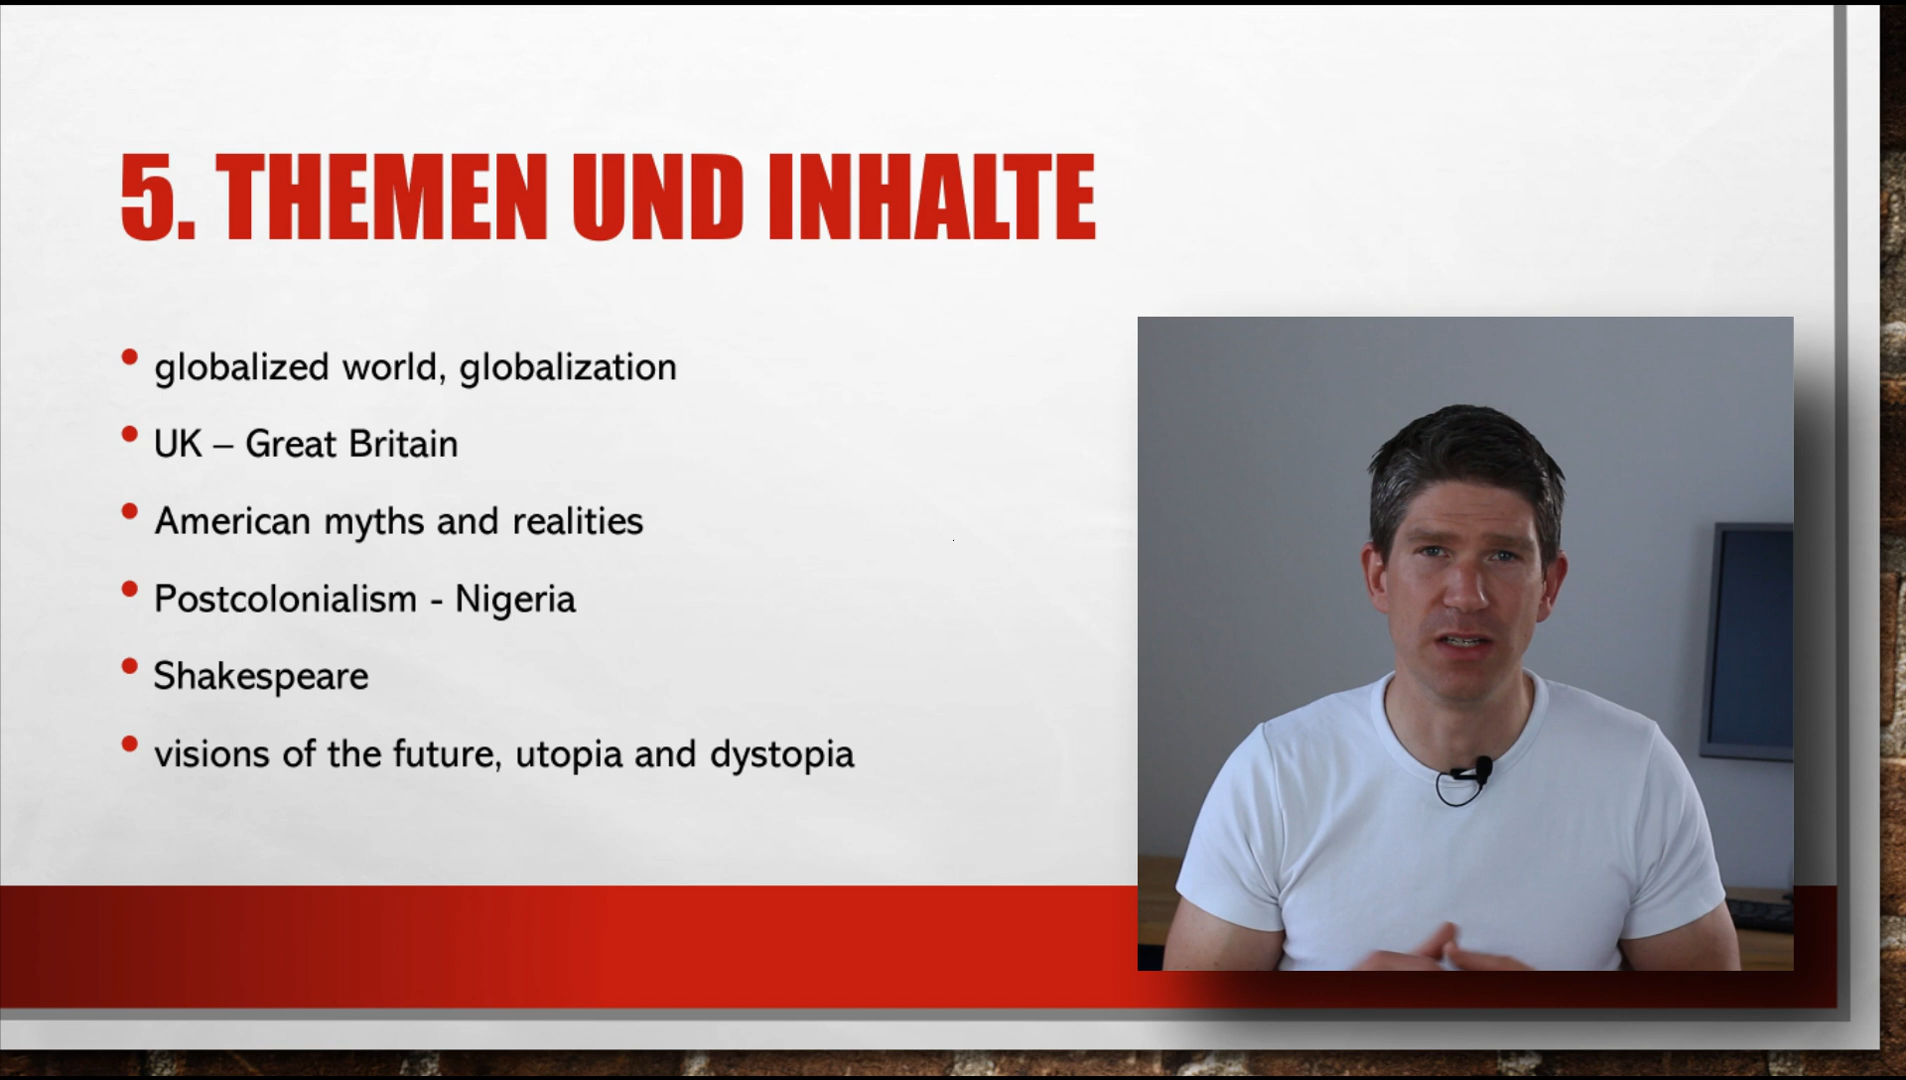 5. THEMEN UND INHALTE
• globalized world, globalization
• UK – Great Britain
• American myths and realities
• Postcolonialism - Nigeria
• Shakespeare
• visions of the future, utopia and dystopia